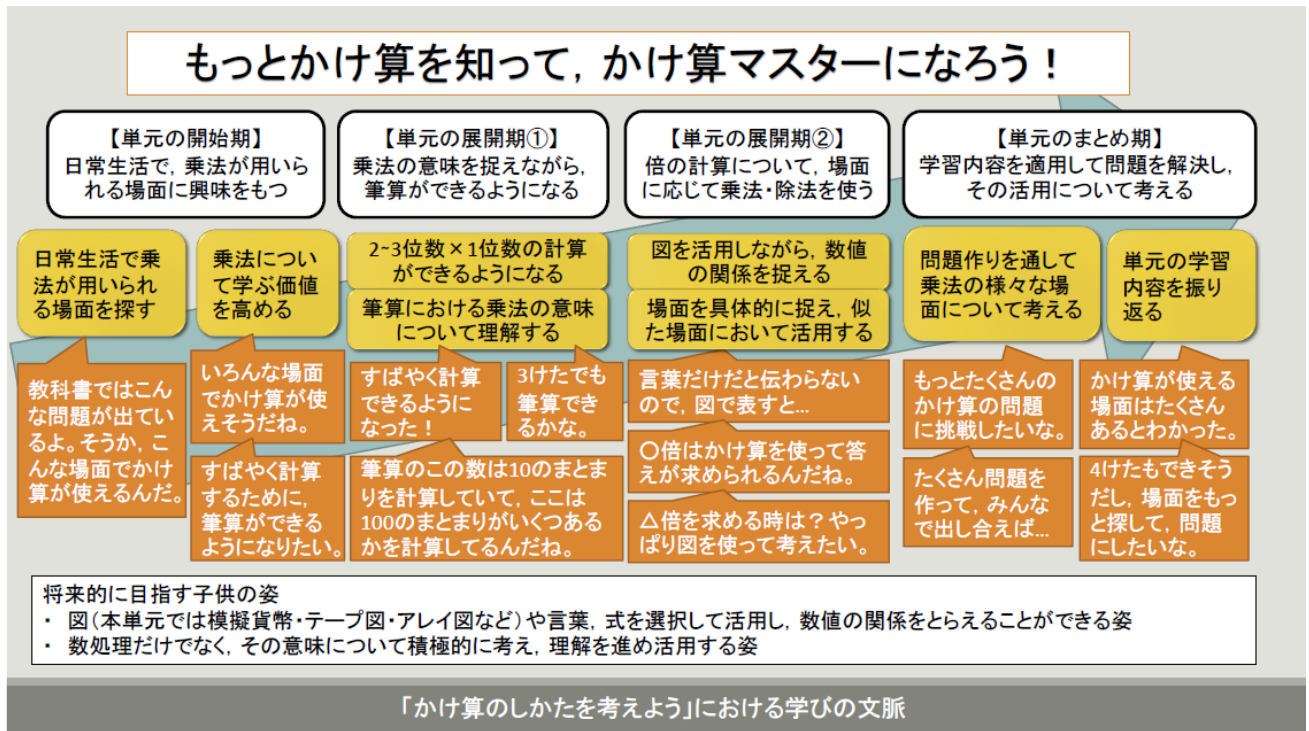 もっとかけ算を知って，かけ算マスターになろう！
【単元の開始期】
日常生活で，乗法が用いら
れる場面に興味をもつ
【単元の展開期①】
乗法の意味を捉えながら，
筆算ができるようになる
【単元の展開期②】
倍の計算について，場面
に応じて乗法・除法を使う
【単元のまとめ期】
学習内容を適用して問題を解決し，
その活用について考える
日常生活で乗
法が用いられ
る場面を探す
乗法につい
て学ぶ価値
を高める
2~3位数×1位数の計算
ができるようになる
筆算における乗法の意味
について理解する
図を活用しながら，数値
の関係を捉える
場面を具体的に捉え，似
た場面において活用する
問題作りを通して
乗法の様々な場
面について考える
単元の学習
内容を振り
返る
教科書ではこん
な問題が出てい
るよ。そうか，こ
んな場面でかけ
算が使えるんだ。
いろんな場面
でかけ算が使
えそうだね。
すばやく計算
するために，
筆算ができる
ようになりたい。
すばやく計算
できるように
なった！
3けたでも
筆算でき
るかな。
筆算のこの数は10のまとま
りを計算していて，ここは
100のまとまりがいくつある
かを計算してるんだね。
言葉だけだと伝わらない
ので，図で表すと…
〇倍はかけ算を使って答
えが求められるんだね。
△倍を求める時は？やっ
ぱり図を使って考えたい。
もっとたくさんの
かけ算の問題
に挑戦したいな。
たくさん問題を
作って，みんな
で出し合えば…
かけ算が使える
場面はたくさん
あるとわかった。
4けたもできそう
だし，場面をもっ
と探して，問題
にしたいな。
将来的に目指す子供の姿
・ 図（本単元では模擬貨幣・テープ図・アレイ図など）や言葉，式を選択して活用し，数値の関係をとらえることができる姿
・ 数処理だけでなく，その意味について積極的に考え，理解を進め活用する姿
「かけ算のしかたを考えよう」における学びの文脈